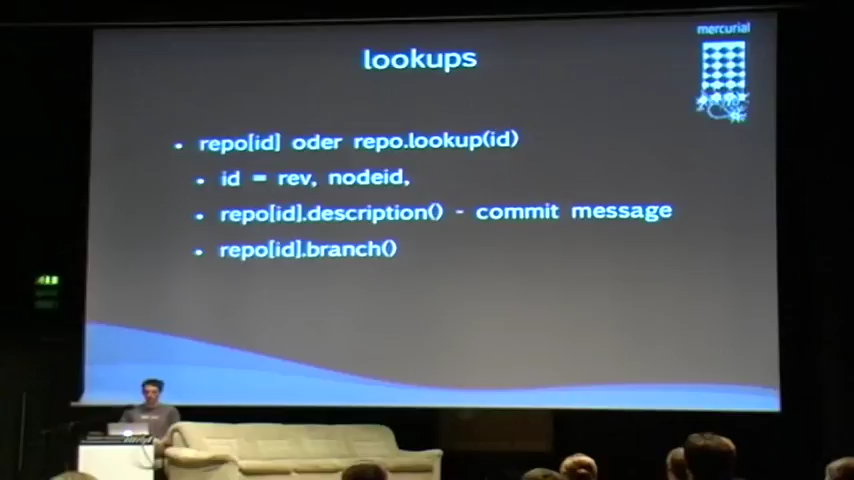 mercurial
lookups
• repo[id] oder repo.lookup(id)
• id = rev, nodeid,
• repo[id].description() - commit message
• repo[id].branch()